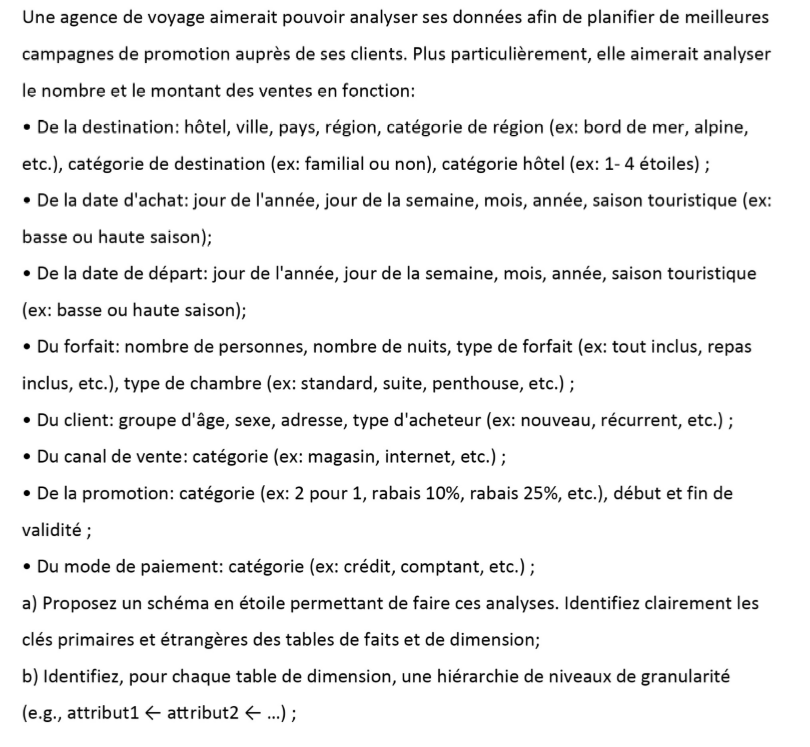 Une agence de voyage aimerait pouvoir analyser ses données afin de planifier de meilleures
campagnes de promotion auprès de ses clients. Plus particulièrement, elle aimerait analyser
le nombre et le montant des ventes en fonction:
• De la destination: hôtel, ville, pays, région, catégorie de région (ex: bord de mer, alpine,
etc.), catégorie de destination (ex: familial ou non), catégorie hôtel (ex: 1- 4 étoiles) ;
• De la date d'achat: jour de l'année, jour de la semaine, mois, année, saison touristique (ex:
basse ou haute saison);
• De la date de départ: jour de l'année, jour de la semaine, mois, année, saison touristique
(ex: basse ou haute saison);
• Du forfait: nombre de personnes, nombre de nuits, type de forfait (ex: tout inclus, repas
inclus, etc.), type de chambre (ex: standard, suite, penthouse, etc.) ;
• Du client: groupe d'âge, sexe, adresse, type d'acheteur (ex: nouveau, récurrent, etc.) ;
• Du canal de vente: catégorie (ex: magasin, internet, etc.) ;
• De la promotion: catégorie (ex: 2 pour 1, rabais 10%, rabais 25%, etc.), début et fin de
validité ;
• Du mode de paiement: catégorie (ex: crédit, comptant, etc.) ;
a) Proposez un schéma en étoile permettant de faire ces analyses. Identifiez clairement les
clés primaires et étrangères des tables de faits et de dimension;
b) Identifiez, pour chaque table de dimension, une hiérarchie de niveaux de granularité
(e.g., attribut1 ← attribut2 ← ...) ;